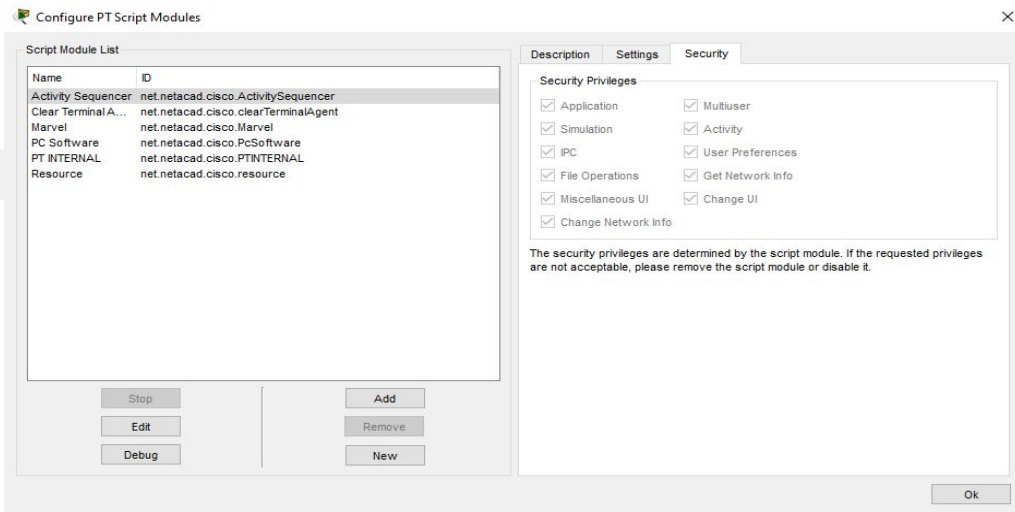 Configure PT Script Modules
Script Module List
Name ID
Activity Sequencer net.netacad.cisco.ActivitySequencer
Clear Terminal A... net.netacad.cisco.clearTerminalAgent
Marvel net.netacad.cisco.Marvel
PC Software net.netacad.cisco.PcSoftware
PT INTERNAL net.netacad.cisco.PTINTERNAL
Resource net.netacad.cisco.resource
Stop Add
Edit Remove
Debug New
Description Settings Security
Security Privileges
Application Multiuser
Simulation Activity
IPC User Preferences
File Operations Get Network Info
Miscellaneous UI Change UI
Change Network Info
The security privileges are determined by the script module. If the requested privileges
are not acceptable, please remove the script module or disable it.
Ok